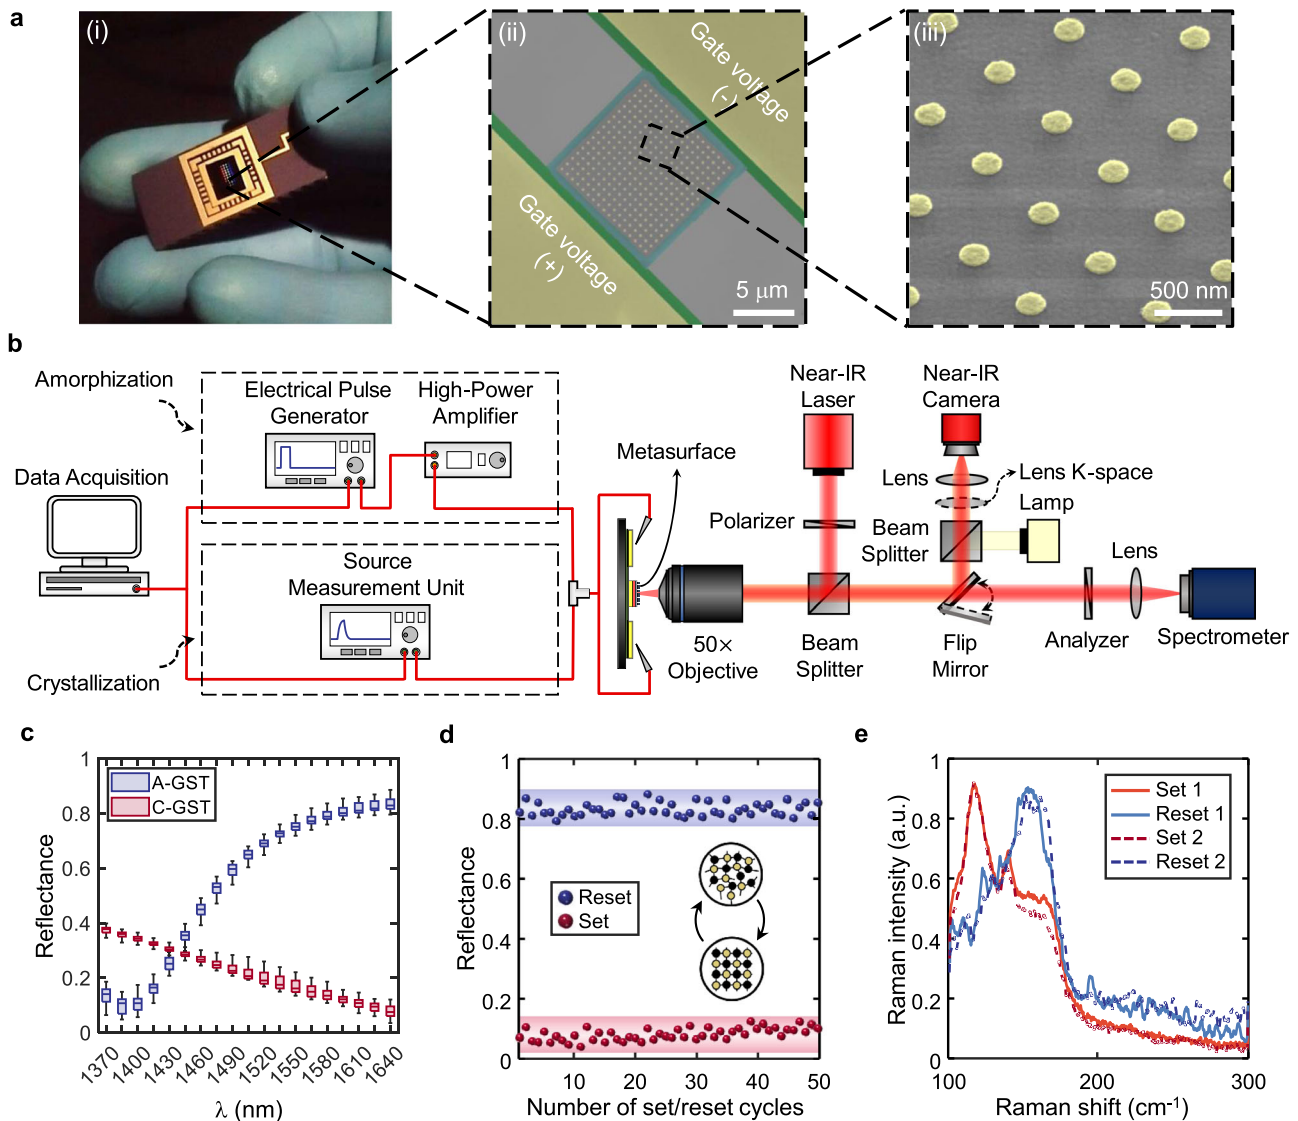 a
(i)
(ii)
Gate voltage
(-)
Gate voltage
(+)
5 μm
(iii)
500 nm
b
Amorphization
Electrical Pulse
Generator
High-Power
Amplifier
Near-IR
Laser
Near-IR
Camera
Data Acquisition
Metasurface
Lens
Lens K-space
Lamp
Polarizer
Beam
Splitter
Lens
Source
Measurement Unit
Crystallization
50×
Objective
Beam
Splitter
Flip
Mirror
Analyzer
Spectrometer
c
Reflectance
1
0.8
0.6
0.4
0.2
0
A-GST
C-GST
1370
1400
1430
1460
1490
1520
1550
1580
1610
1640
λ (nm)
d
Reflectance
1
0.8
0.6
0.4
0.2
0
Reset
Set
10
20
30
40
50
Number of set/reset cycles
e
Raman intensity (a.u.)
1
0.8
0.6
0.4
0.2
0
Set 1
Reset 1
Set 2
Reset 2
100
200
300
Raman shift (cm⁻¹)